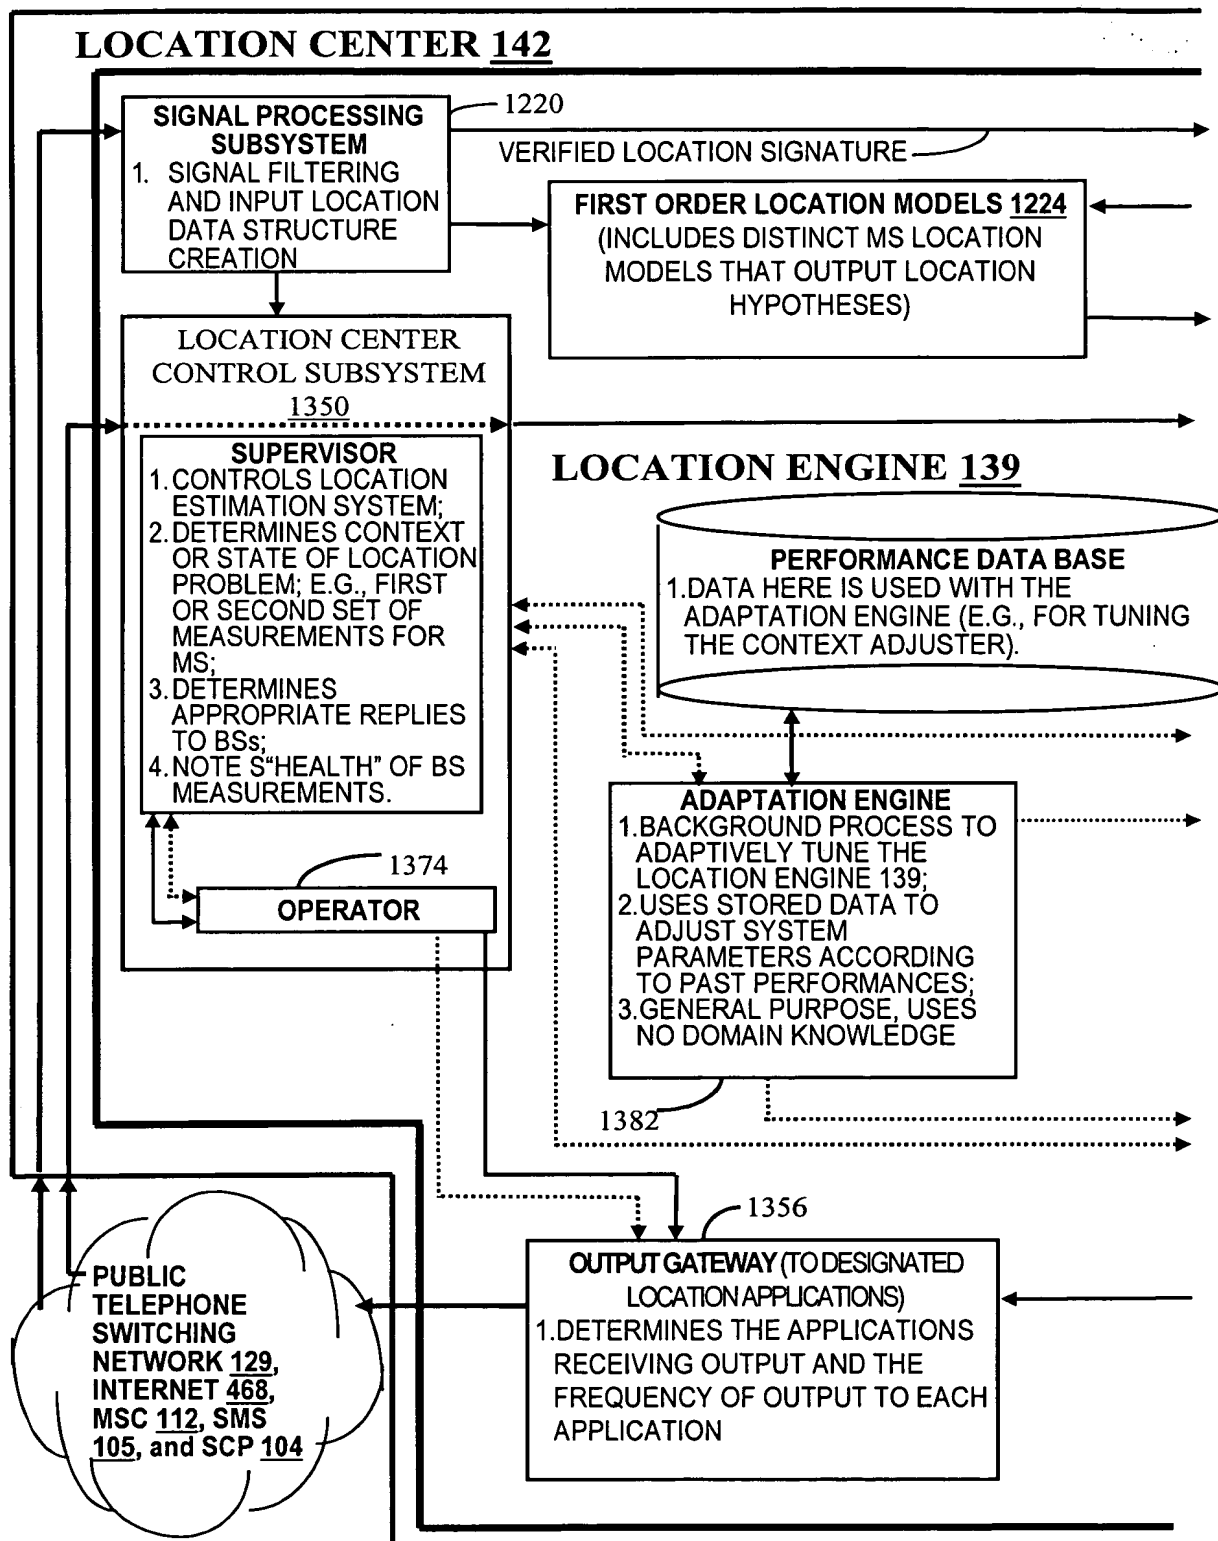 LOCATION CENTER 142
SIGNAL PROCESSING
SUBSYSTEM
1. SIGNAL FILTERING
AND INPUT LOCATION
DATA STRUCTURE
CREATION
1220
VERIFIED LOCATION SIGNATURE
FIRST ORDER LOCATION MODELS 1224
(INCLUDES DISTINCT MS LOCATION
MODELS THAT OUTPUT LOCATION
HYPOTHESES)
LOCATION CENTER
CONTROL SUBSYSTEM
1350
SUPERVISOR
1. CONTROLS LOCATION
ESTIMATION SYSTEM;
2. DETERMINES CONTEXT
OR STATE OF LOCATION
PROBLEM; E.G., FIRST
OR SECOND SET OF
MEASUREMENTS FOR
MS;
3. DETERMINES
APPROPRIATE REPLIES
TO BSs;
4. NOTE S“HEALTH” OF BS
MEASUREMENTS.
1374
OPERATOR
LOCATION ENGINE 139
PERFORMANCE DATA BASE
1. DATA HERE IS USED WITH THE
ADAPTATION ENGINE (E.G., FOR TUNING
THE CONTEXT ADJUSTER).
ADAPTATION ENGINE
1. BACKGROUND PROCESS TO
ADAPTIVELY TUNE THE
LOCATION ENGINE 139;
2. USES STORED DATA TO
ADJUST SYSTEM
PARAMETERS ACCORDING
TO PAST PERFORMANCES;
3. GENERAL PURPOSE, USES
NO DOMAIN KNOWLEDGE
1382
1356
OUTPUT GATEWAY (TO DESIGNATED
LOCATION APPLICATIONS)
1. DETERMINES THE APPLICATIONS
RECEIVING OUTPUT AND THE
FREQUENCY OF OUTPUT TO EACH
APPLICATION
PUBLIC
TELEPHONE
SWITCHING
NETWORK 129,
INTERNET 468,
MSC 112, SMS
105, and SCP 104